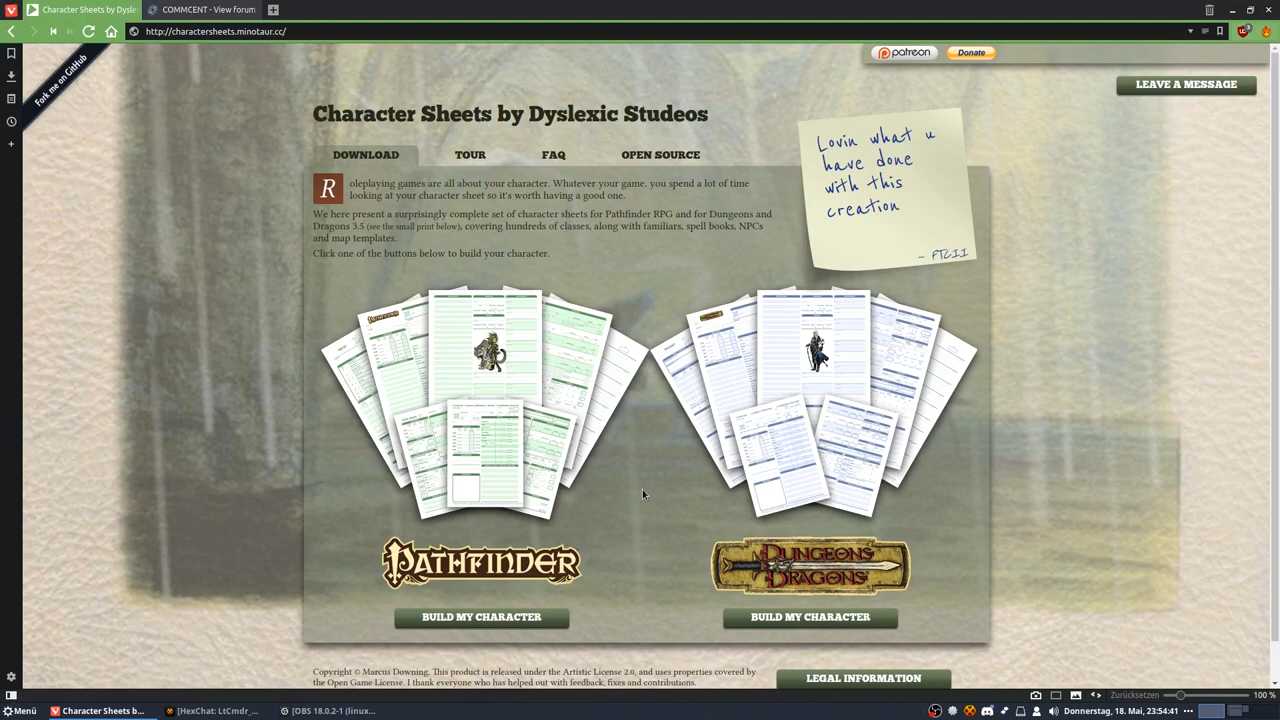 Character Sheets by Dysle
COMMCENT - View forum
http://charactersheets.minotaur.cc/
Fork me on GitHub
patreon
Donate
LEAVE A MESSAGE
Character Sheets by Dyslexic Studeos
DOWNLOAD
TOUR
FAQ
OPEN SOURCE
Roleplaying games are all about your character. Whatever your game, you spend a lot of time
looking at your character sheet so it's worth having a good one.
We here present a surprisingly complete set of character sheets for Pathfinder RPG and for Dungeons and
Dragons 3.5 (see the small print below), covering hundreds of classes, along with familiars, spell books, NPCs
and map templates.
Click one of the buttons below to build your character.
Lovin what u
have done
with this
creation
- FTCII
PATHFINDER
PATHFINDER
DUNGEONS
DRAGONS
BUILD MY CHARACTER
BUILD MY CHARACTER
Copyright © Marcus Downing. This product is released under the Artistic License 2.0, and uses properties covered by
the Open Game License. I thank everyone who has helped out with feedback, fixes and contributions.
LEGAL INFORMATION
Zurücksetzen
100 %
Menü
Character Sheets b...
[HexChat: LtCmdr_...
[OBS 18.0.2-1 (linux...
Donnerstag, 18. Mai, 23:54:41